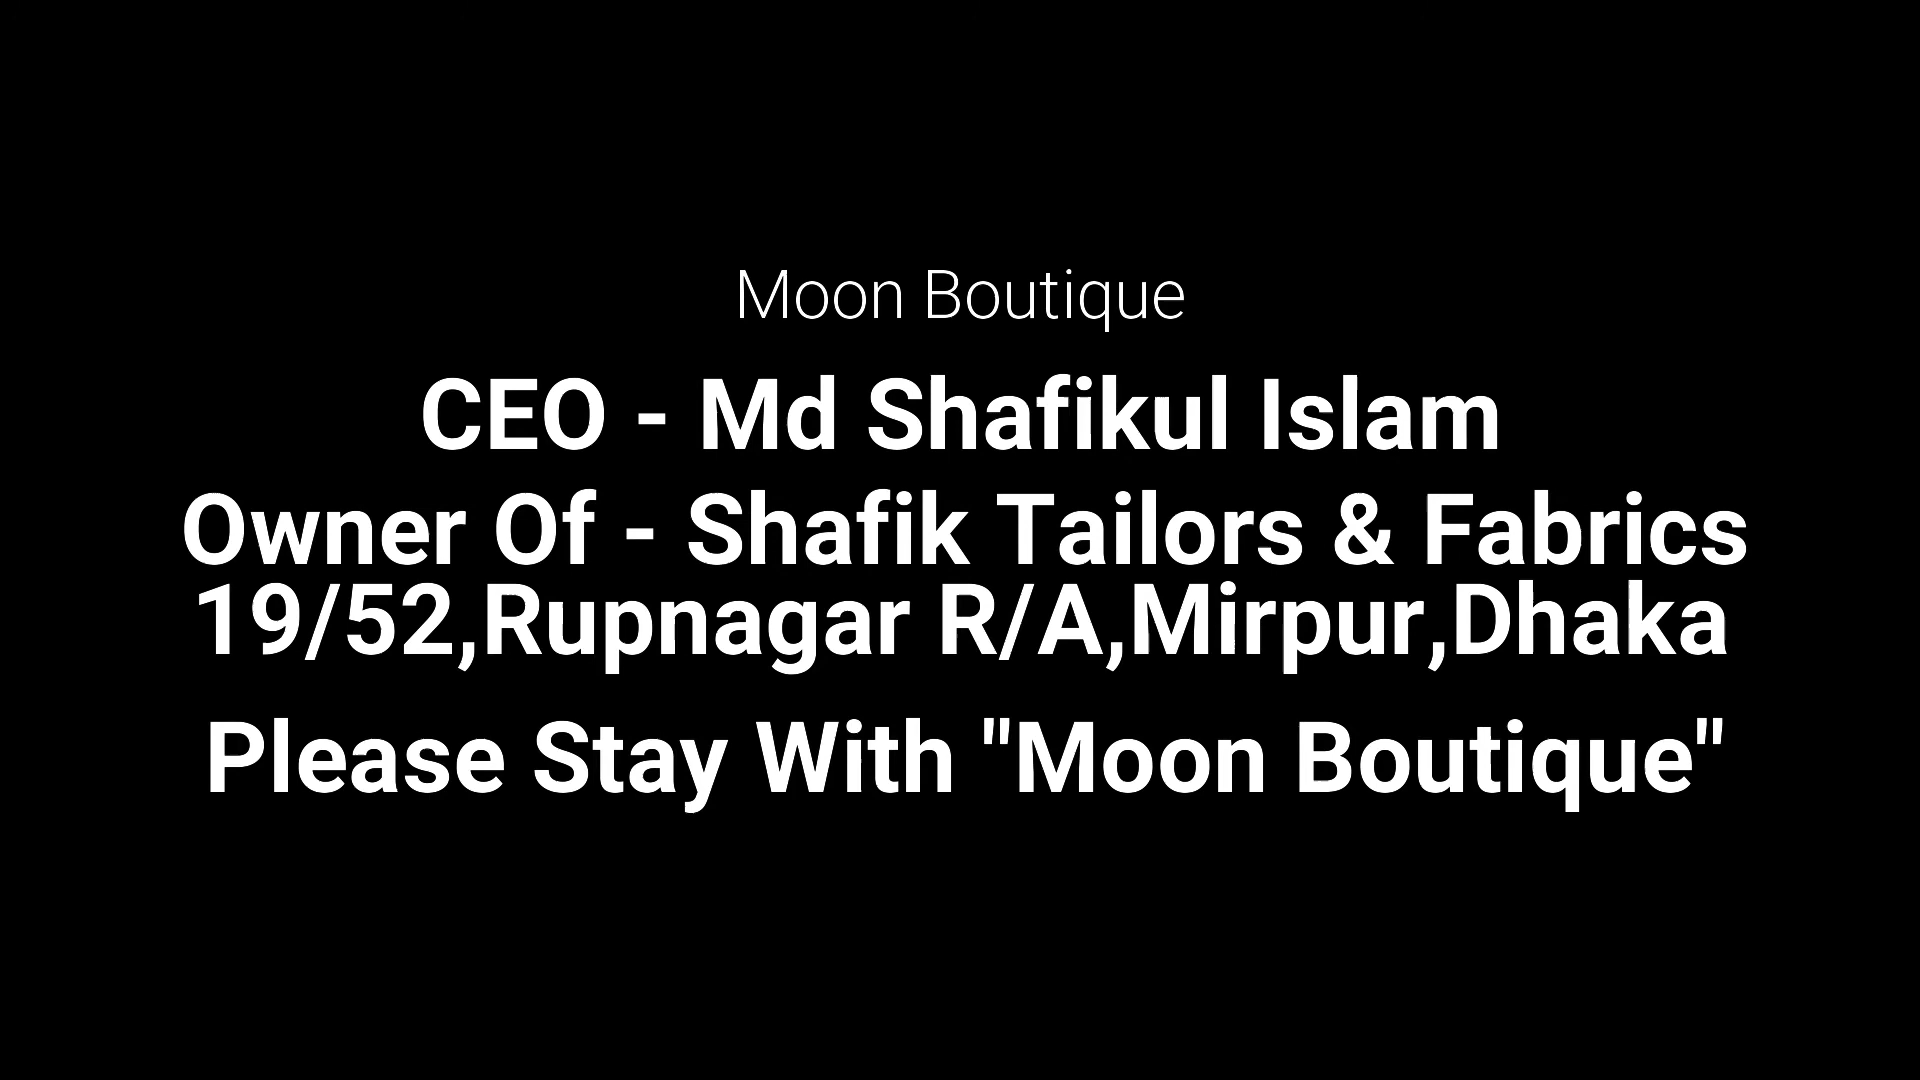 Moon Boutique
CEO - Md Shafikul Islam
Owner Of - Shafik Tailors & Fabrics
19/52,Rupnagar R/A,Mirpur,Dhaka
Please Stay With "Moon Boutique"